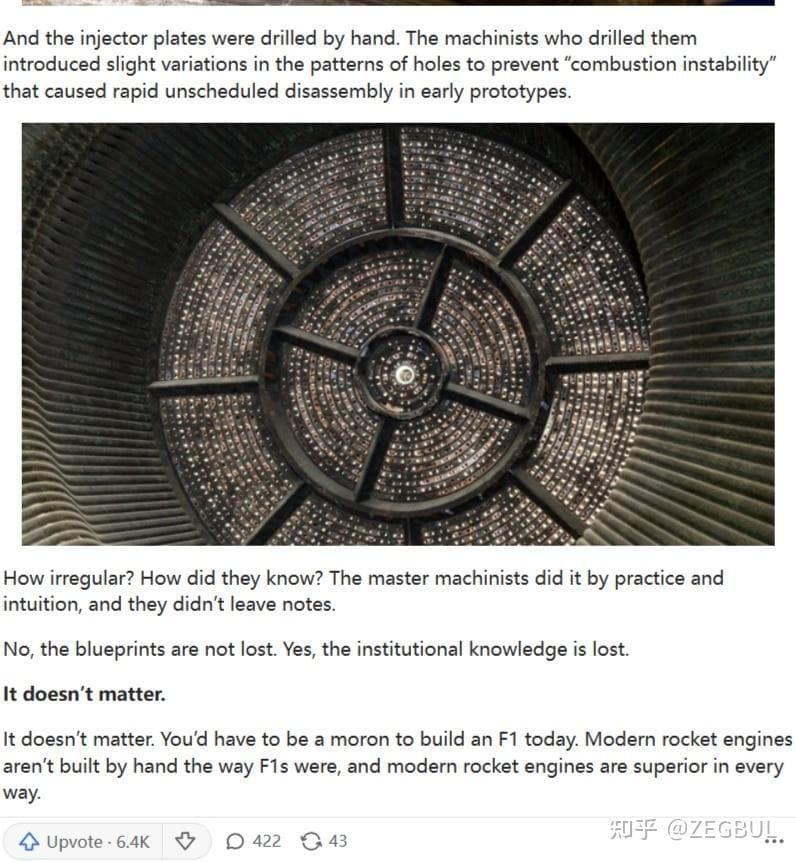 And the injector plates were drilled by hand. The machinists who drilled them
introduced slight variations in the patterns of holes to prevent “combustion instability”
that caused rapid unscheduled disassembly in early prototypes.
How irregular? How did they know? The master machinists did it by practice and
intuition, and they didn’t leave notes.
No, the blueprints are not lost. Yes, the institutional knowledge is lost.
It doesn’t matter.
It doesn’t matter. You’d have to be a moron to build an F1 today. Modern rocket engines
aren’t built by hand the way F1s were, and modern rocket engines are superior in every
way.
Upvote · 6.4K 422 43
知乎 @ZEGBUL